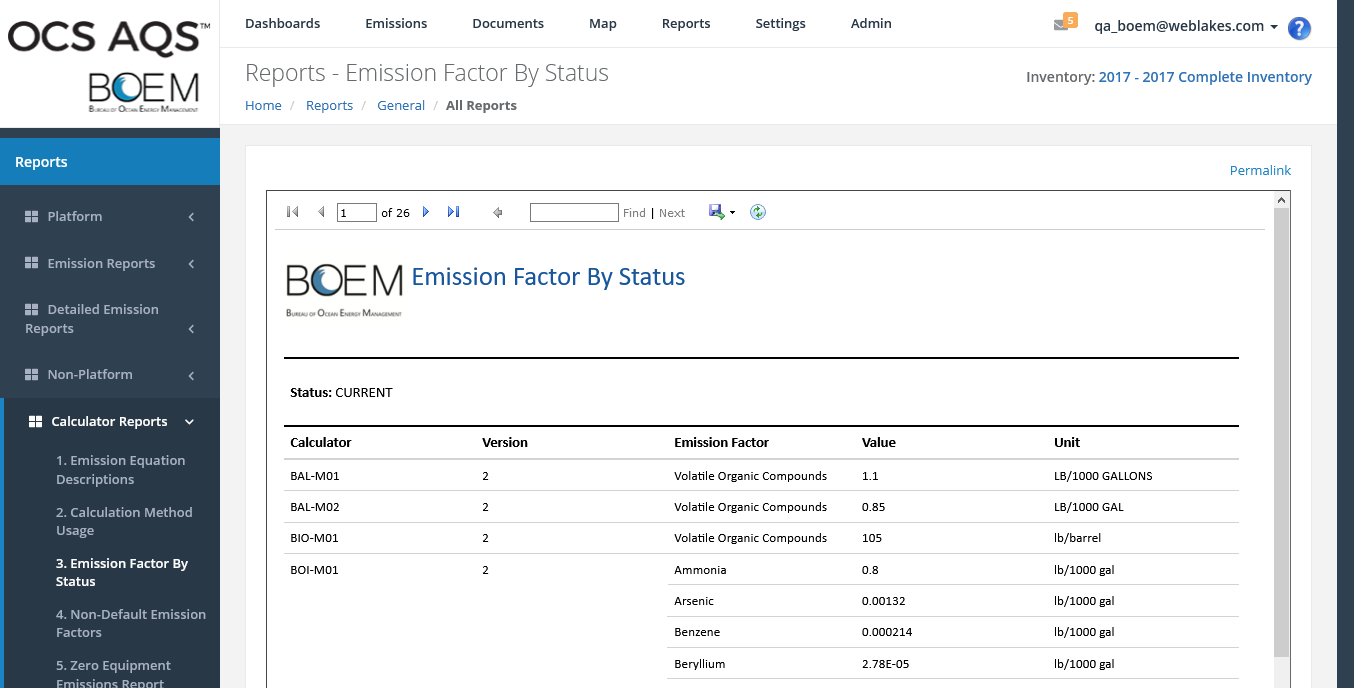 OCS AQS™
BOEM
BUREAU OF OCEAN ENERGY MANAGEMENT
Dashboards Emissions Documents Map Reports Settings Admin
5
qa_boem@weblakes.com
?
Reports - Emission Factor By Status
Inventory: 2017 - 2017 Complete Inventory
Home / Reports / General / All Reports
Reports
Platform
Emission Reports
Detailed Emission
Reports
Non-Platform
Calculator Reports
1. Emission Equation
Descriptions
2. Calculation Method
Usage
3. Emission Factor By
Status
4. Non-Default Emission
Factors
5. Zero Equipment
Emissions Report
Permalink
1 of 26 Find | Next
BOEM
BUREAU OF OCEAN ENERGY MANAGEMENT
Emission Factor By Status
Status: CURRENT
Calculator Version Emission Factor Value Unit
BAL-M01 2 Volatile Organic Compounds 1.1 LB/1000 GALLONS
BAL-M02 2 Volatile Organic Compounds 0.85 LB/1000 GAL
BIO-M01 2 Volatile Organic Compounds 105 lb/barrel
BOI-M01 2 Ammonia 0.8 lb/1000 gal
Arsenic 0.00132 lb/1000 gal
Benzene 0.000214 lb/1000 gal
Beryllium 2.78E-05 lb/1000 gal